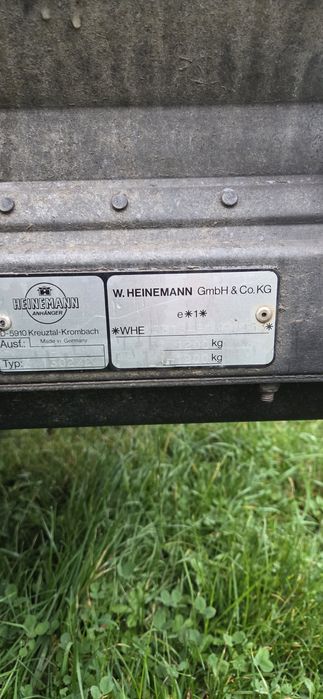 HEINEMANN
ANHÄNGER
D-5910 Kreuztal-Krombach
Ausf.: Made in Germany
Typ:
W. HEINEMANN GmbH & Co. KG
e*1*
*WHE *
kg
kg